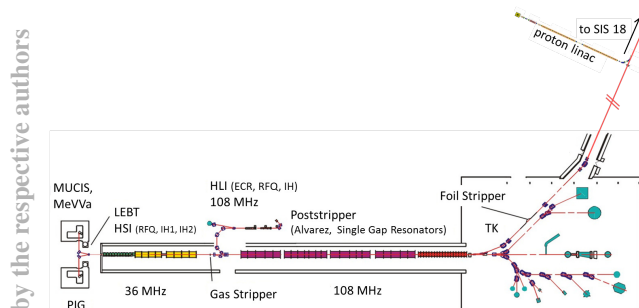 by the respective authors
to SIS 18
proton linac
MUCIS,
MeVVa
LEBT
HSI (RFQ, IH1, IH2)
HLI (ECR, RFQ, IH)
108 MHz
Poststripper
(Alvarez, Single Gap Resonators)
Foil Stripper
TK
PIG
36 MHz
Gas Stripper
108 MHz